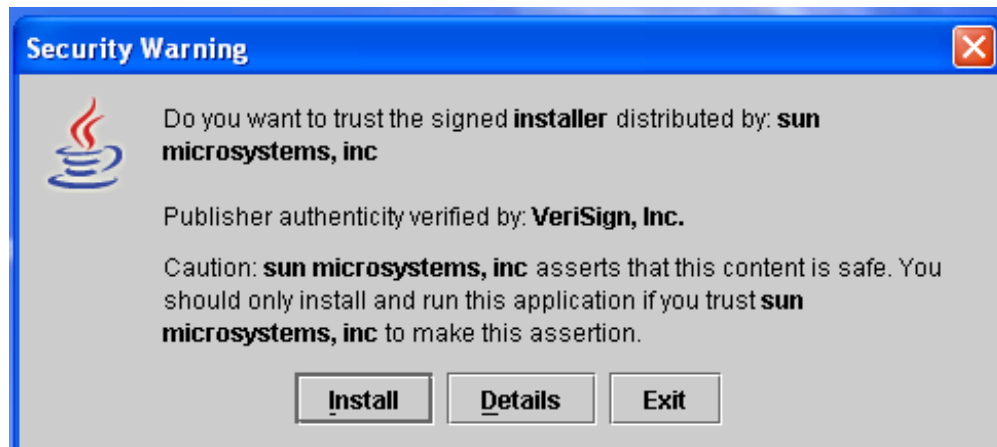 Security Warning
Do you want to trust the signed installer distributed by: sun
microsystems, inc
Publisher authenticity verified by: VeriSign, Inc.
Caution: sun microsystems, inc asserts that this content is safe. You
should only install and run this application if you trust sun
microsystems, inc to make this assertion.
Install Details Exit